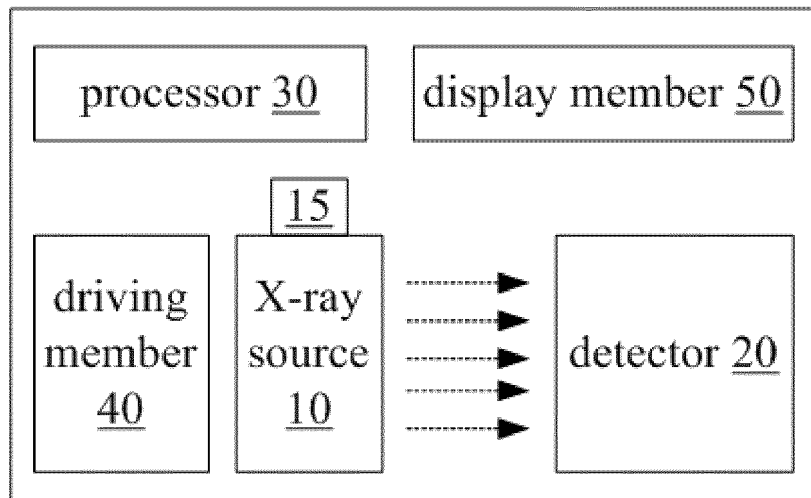 processor 30
display member 50
15
driving
member
40
X-ray
source
10
detector 20